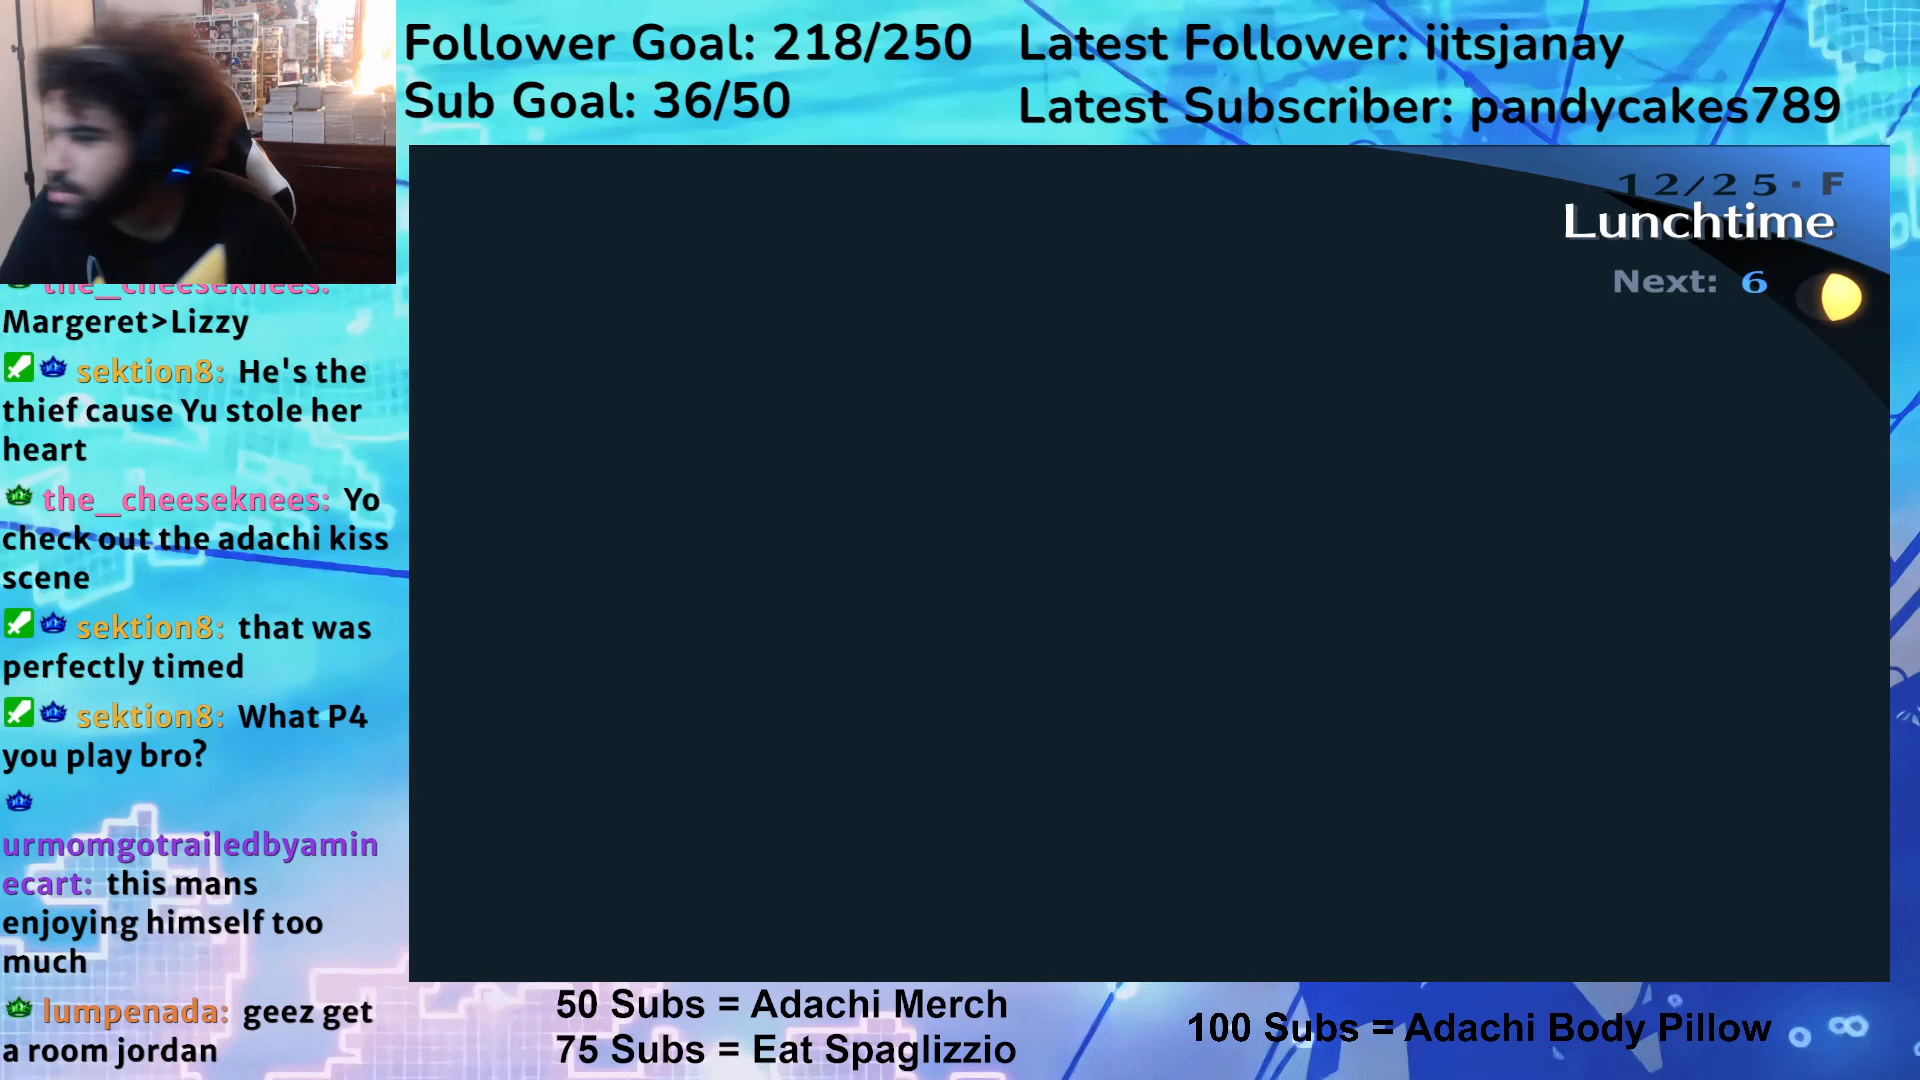 Follower Goal: 218/250
Sub Goal: 36/50
Latest Follower: iitsjanay
Latest Subscriber: pandycakes789
12/25· F
Lunchtime
Next: 6
the__cheeseknees:
Margeret>Lizzy
sektion8: He's the
thief cause Yu stole her
heart
the__cheeseknees: Yo
check out the adachi kiss
scene
sektion8: that was
perfectly timed
sektion8: What P4
you play bro?
urmomgotrailedbyamin
ecart: this mans
enjoying himself too
much
lumpenada: geez get
a room jordan
50 Subs = Adachi Merch
75 Subs = Eat Spaglizzio
100 Subs = Adachi Body Pillow